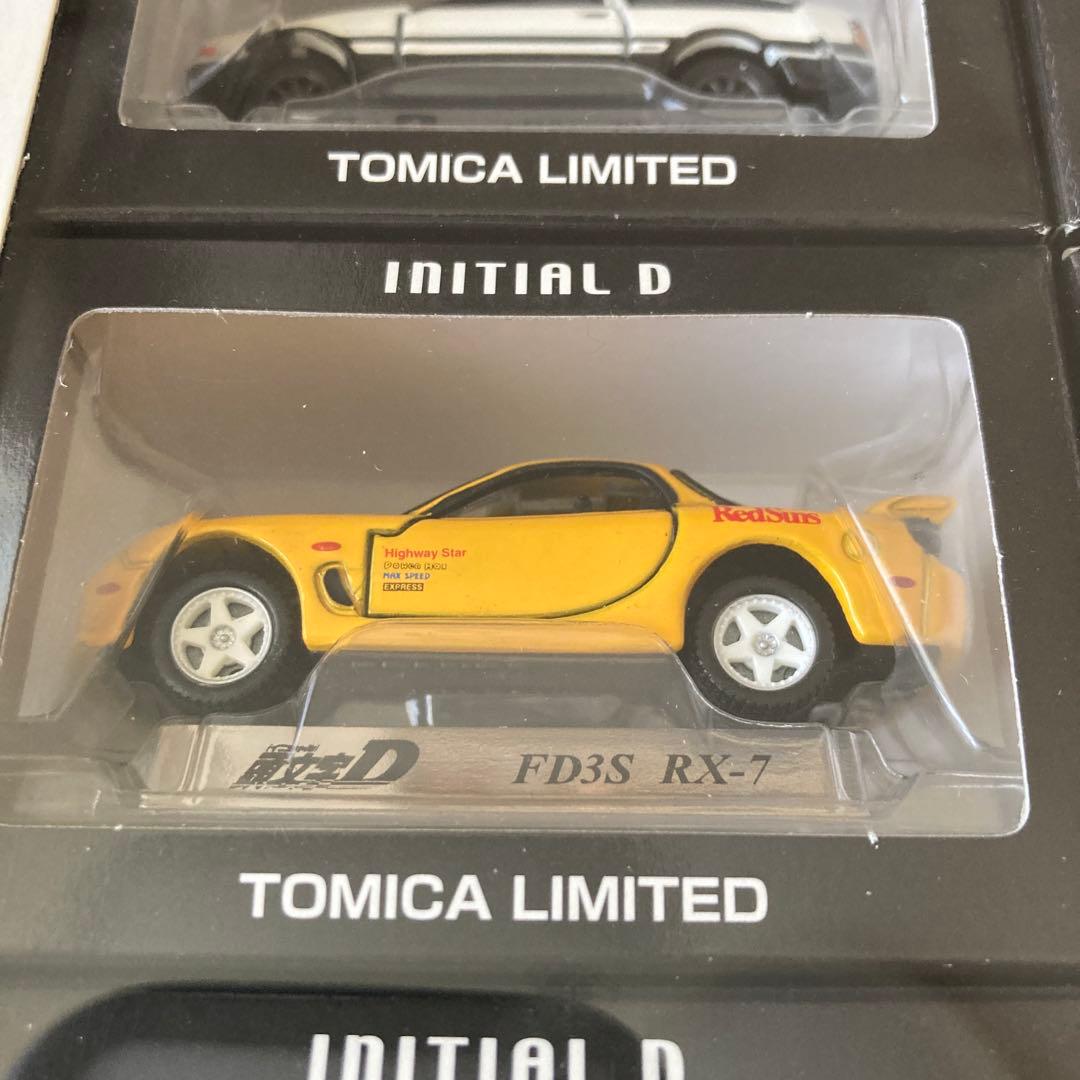 TOMICA LIMITED
INITIAL D
RedSuns
Highway Star
MAX SPEED
EXPRESS
頭文字D
FD3S RX-7
TOMICA LIMITED
INITIAL D